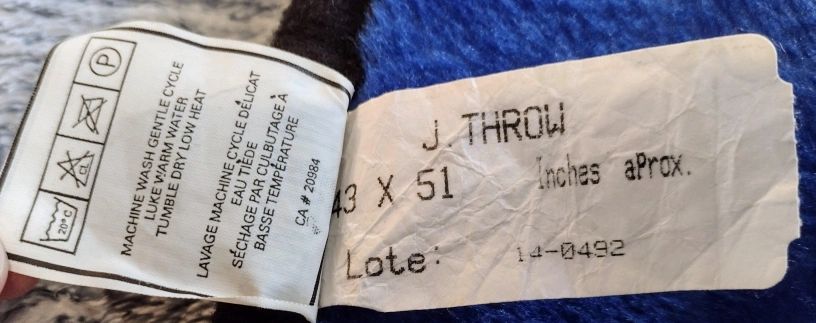 P
20°C
MACHINE WASH GENTLE CYCLE
LUKE WARM WATER
TUMBLE DRY LOW HEAT
LAVAGE MACHINE CYCLE DÉLICAT
EAU TIÈDE
SÉCHAGE PAR CULBUTAGE À
BASSE TEMPÉRATURE
CA # 20984
J.THROW
43 X 51 Inches aProx.
Lote: 14-0492